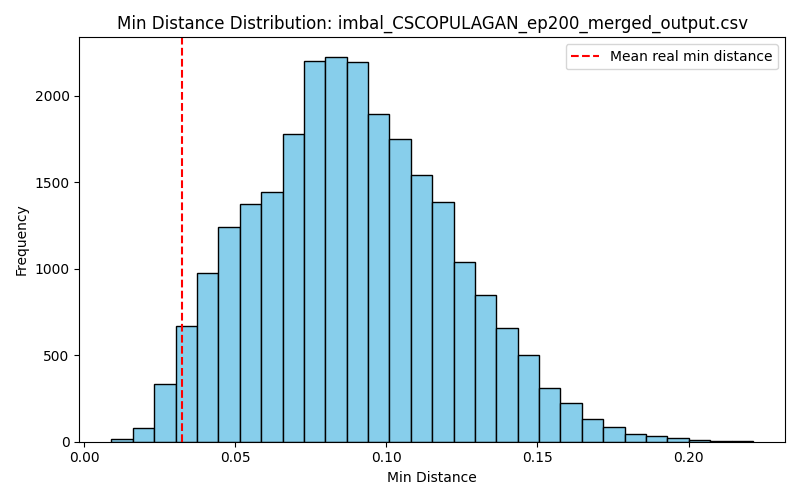 Min Distance Distribution: imbal_CSCOPULAGAN_ep200_merged_output.csv
Mean real min distance
Frequency
2000
1500
1000
500
0
0.00 0.05 0.10 0.15 0.20
Min Distance